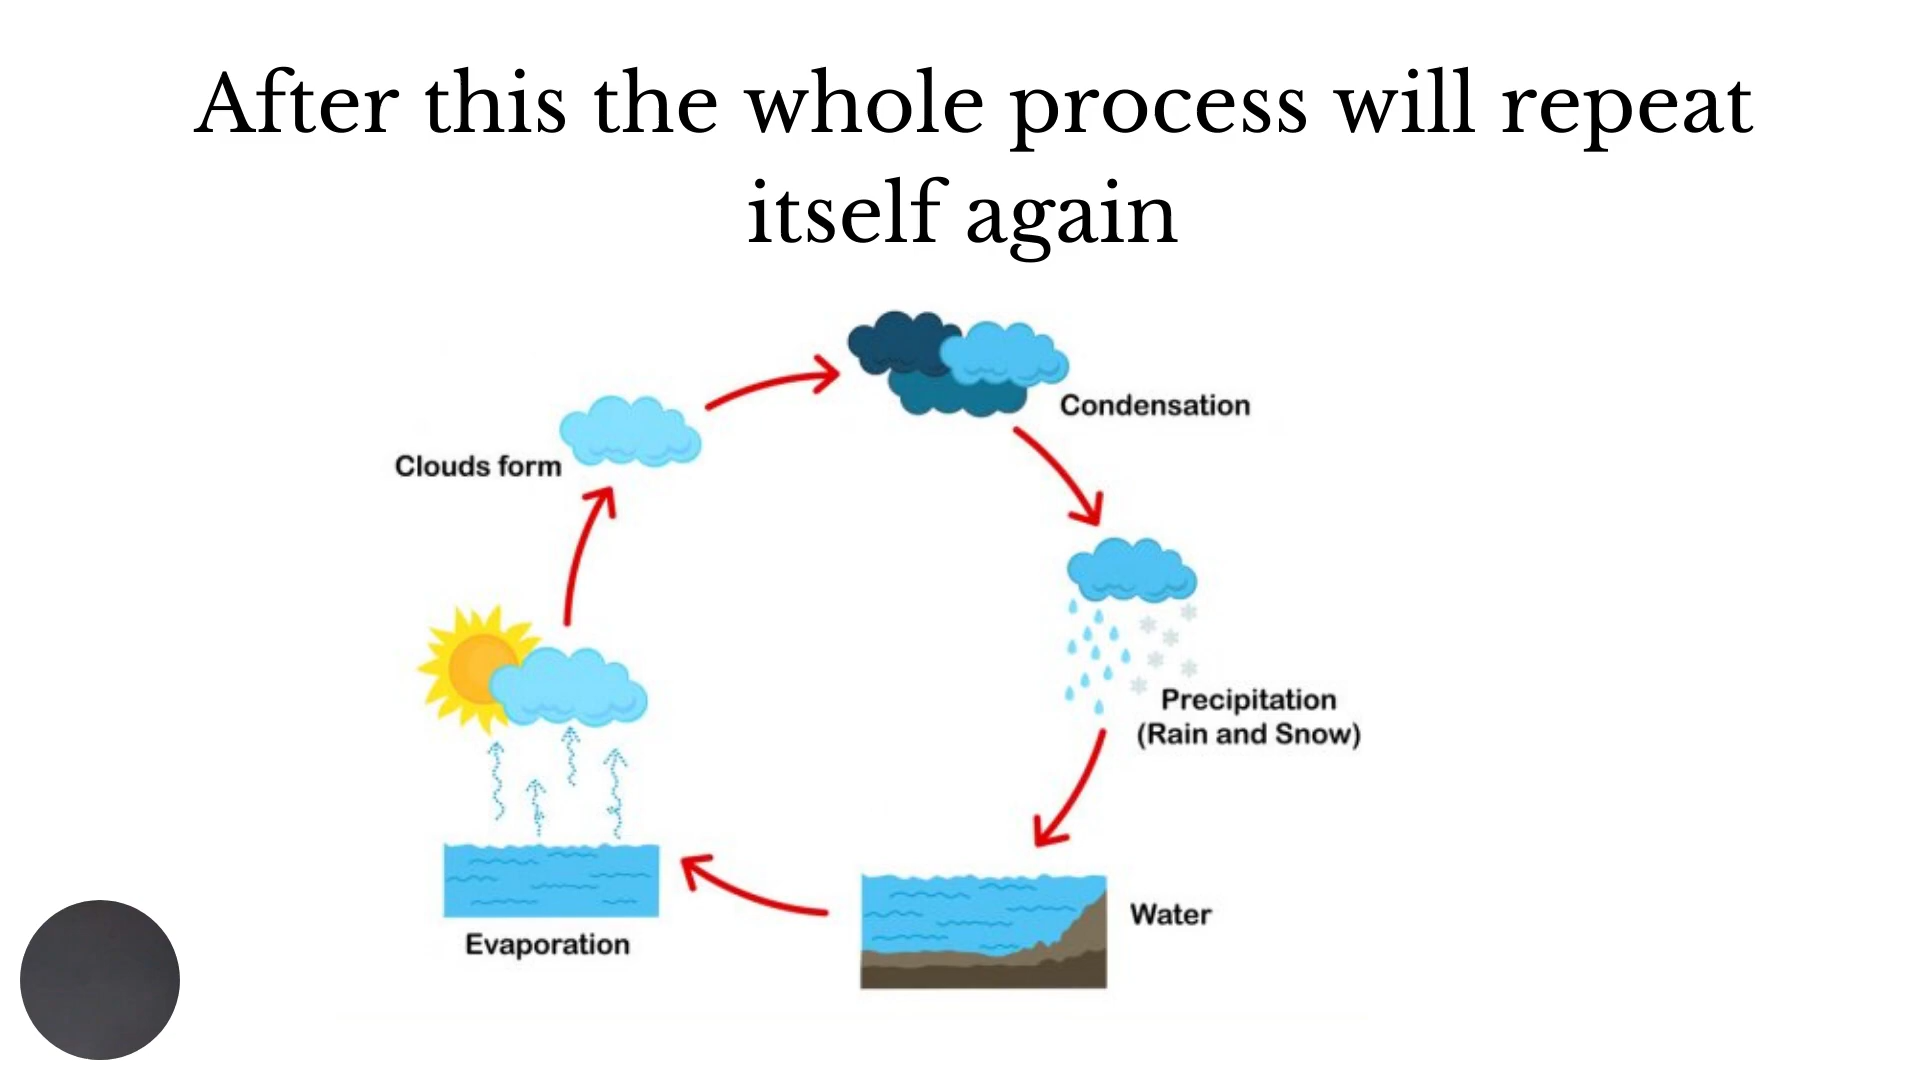 After this the whole process will repeat
itself again
Condensation
Clouds form
Precipitation
(Rain and Snow)
Water
Evaporation